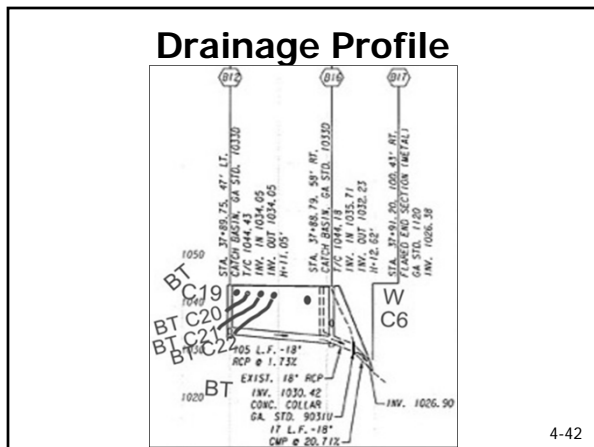 Drainage Profile
B12
B16
B17
STA. 37+89.75, 47' LT.
CATCH BASIN, GA STD. 1033D
T/C 1044.43
INV. IN 1034.05
INV. OUT 1034.05
H=11.05'
STA. 37+88.79, 58' RT.
CATCH BASIN, GA STD. 1033D
T/C 1044.18
INV. IN 1035.71
INV. OUT 1032.23
H=12.62'
STA. 37+91.20, 100.43' RT.
FLARED END SECTION (METAL)
GA STD. 1120
INV. 1026.38
1050
BT
C19
1040
BT C20
BT C21
BT C22
1030
W
C6
105 L.F.-18"
RCP @ 1.73%
1020
BT
EXIST. 18" RCP
INV. 1030.42
CONC. COLLAR
GA. STD. 9031U
INV. 1026.90
17 L.F.-18"
CMP @ 20.71%
4-42